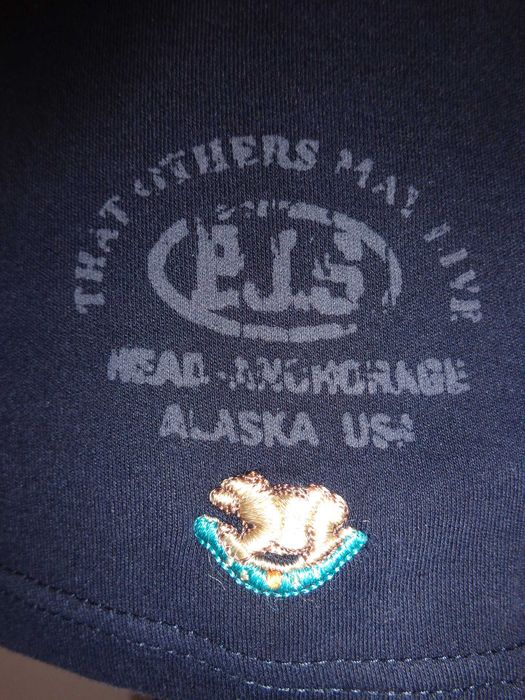 THAT OTHERS MAY LIVE
P.J.S
HEAD-ANCHORAGE
ALASKA USA